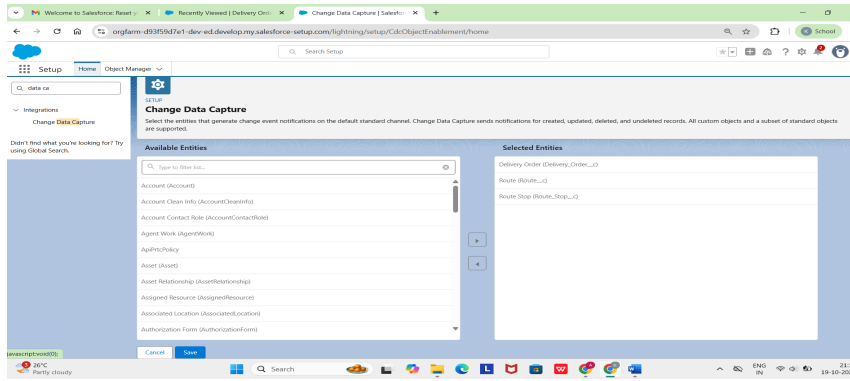 Welcome to Salesforce: Reset y
Recently Viewed | Delivery Orde
Change Data Capture | Salesfor
orgfarm-d93f59d7e1-dev-ed.develop.my.salesforce-setup.com/lightning/setup/CdcObjectEnablement/home
School
Search Setup
Setup
Home
Object Manager
data ca
Integrations
Change Data Capture
Didn't find what you're looking for? Try
using Global Search.
SETUP
Change Data Capture
Select the entities that generate change event notifications on the default standard channel. Change Data Capture sends notifications for created, updated, deleted, and undeleted records. All custom objects and a subset of standard objects
are supported.
Available Entities
Type to filter list...
Account (Account)
Account Clean Info (AccountCleanInfo)
Account Contact Role (AccountContactRole)
Agent Work (AgentWork)
ApiPrtcPolicy
Asset (Asset)
Asset Relationship (AssetRelationship)
Assigned Resource (AssignedResource)
Associated Location (AssociatedLocation)
Authorization Form (AuthorizationForm)
Selected Entities
Delivery Order (Delivery_Order__c)
Route (Route__c)
Route Stop (Route_Stop__c)
Cancel
Save
javascript:void(0);
26°C
Partly cloudy
Search
ENG
IN
21:
19-10-20